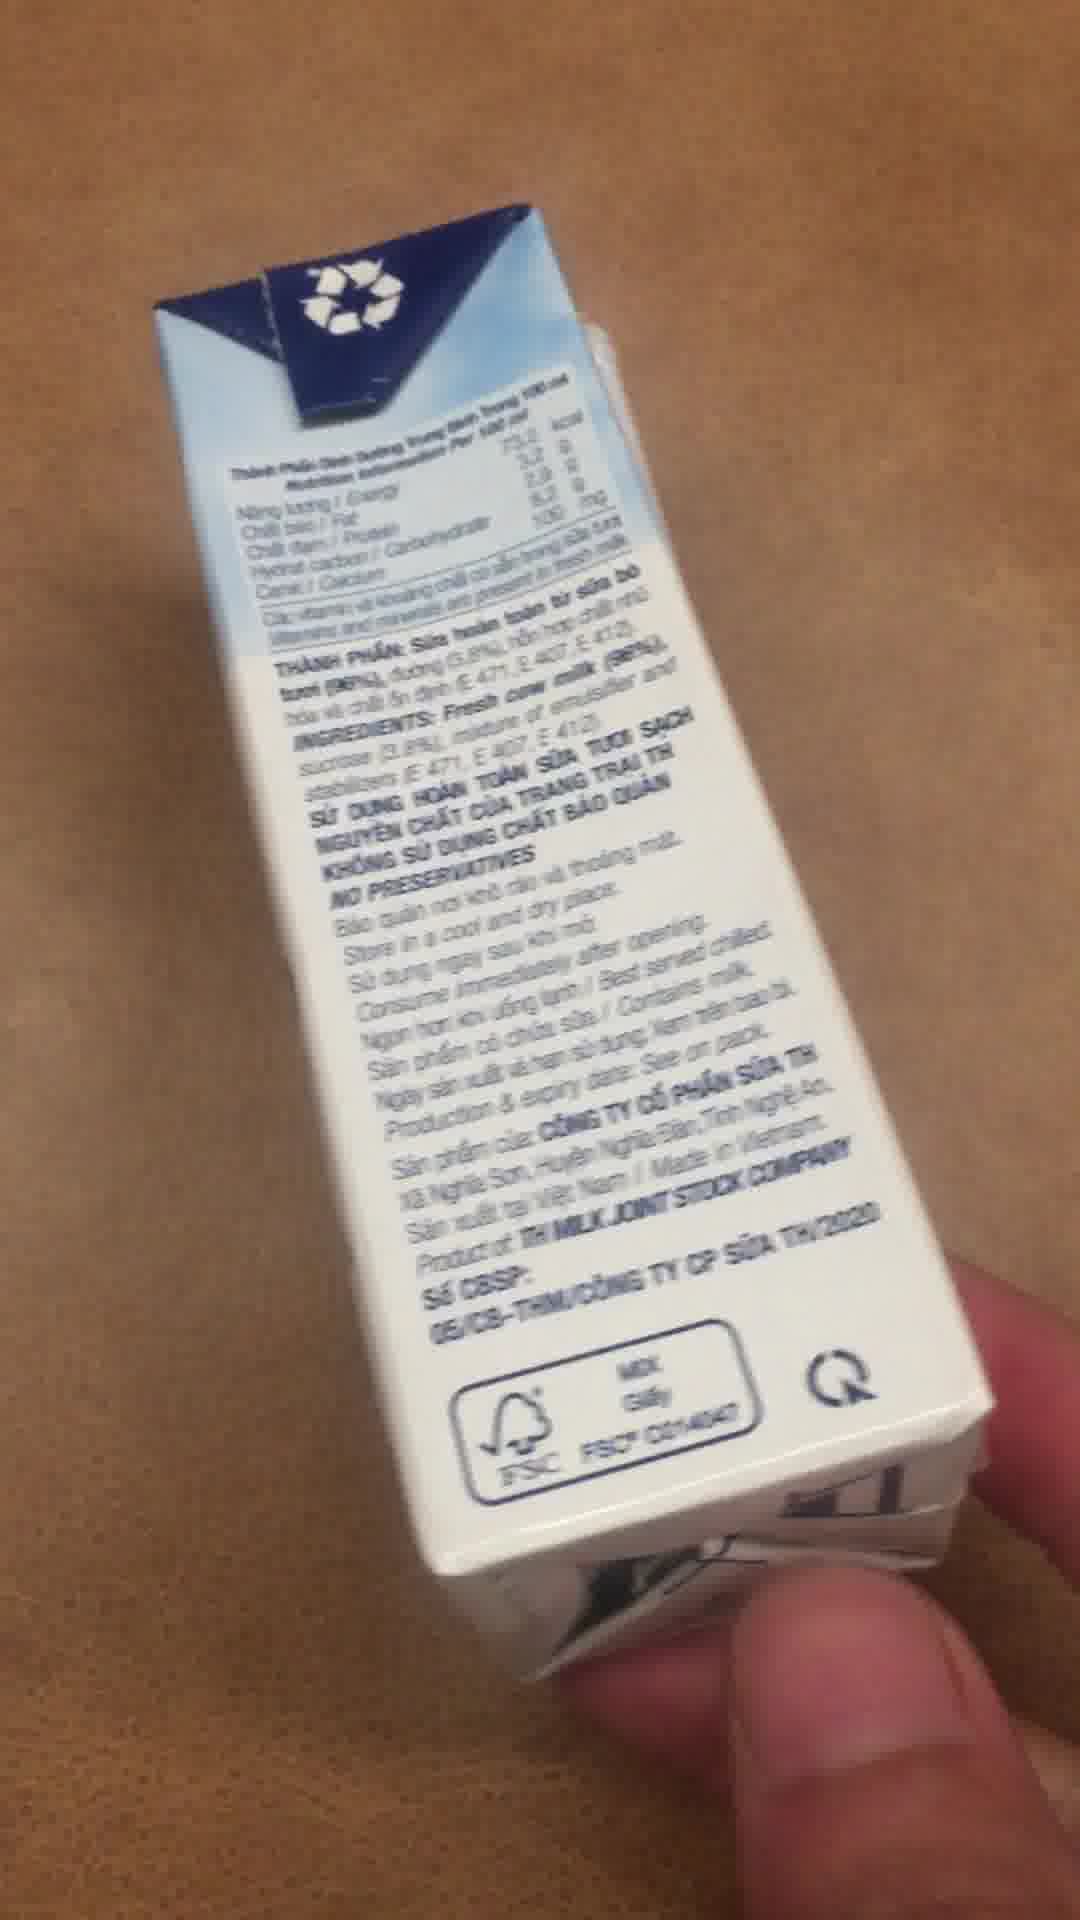 Thành Phần Dinh Dưỡng Trung Bình Trong 100 ml
Nutrition Information Per 100 ml
Năng lượng / Energy kcal
Chất béo / Fat g
Chất đạm / Protein g
Hydrat cacbon / Carbohydrate g
Canxi / Calcium 100 mg
Các vitamin và khoáng chất có sẵn trong sữa tươi
Vitamins and minerals are present in fresh milk
THÀNH PHẦN: Sữa hoàn toàn từ sữa bò
tươi (96%), đường (3,8%), hỗn hợp chất nhũ
hóa và chất ổn định (E 471, E 407, E 412).
INGREDIENTS: Fresh cow milk (96%),
sucrose (3.8%), mixture of emulsifier and
stabilizers (E 471, E 407, E 412).
SỬ DỤNG HOÀN TOÀN SỮA TƯƠI SẠCH
NGUYÊN CHẤT CỦA TRANG TRẠI TH
KHÔNG SỬ DỤNG CHẤT BẢO QUẢN
NO PRESERVATIVES
Bảo quản nơi khô ráo và thoáng mát.
Store in a cool and dry place.
Sử dụng ngay sau khi mở.
Consume immediately after opening.
Ngon hơn khi uống lạnh / Best served chilled.
Sản phẩm có chứa sữa / Contains milk.
Ngày sản xuất và hạn sử dụng: Xem trên bao bì.
Production & expiry date: See on pack.
Sản phẩm của: CÔNG TY CỔ PHẦN SỮA TH
Xã Nghĩa Sơn, Huyện Nghĩa Đàn, Tỉnh Nghệ An.
Sản xuất tại Việt Nam / Made in Vietnam.
Product of TH MILK JOINT STOCK COMPANY
Số CBSP:
05/CB-THM/CÔNG TY CP SỮA TH/2020
MIX
Giấy
FSC FSC® C014047